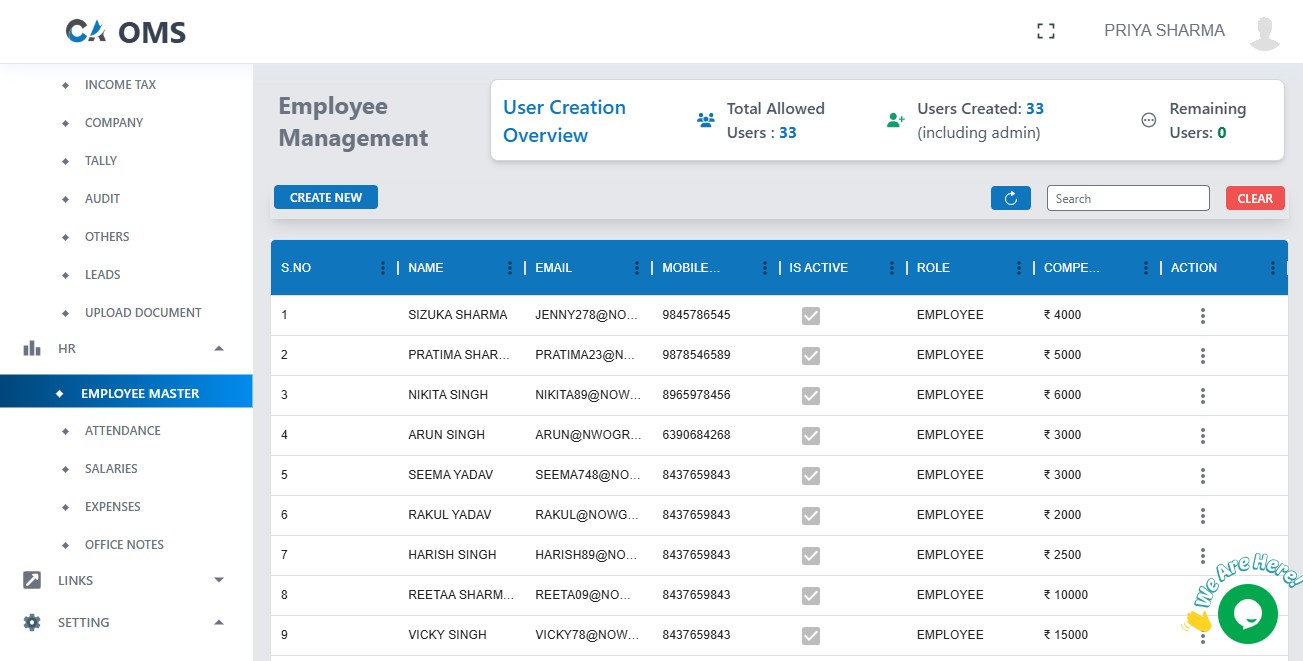 CA OMS
PRIYA SHARMA
INCOME TAX
COMPANY
TALLY
AUDIT
OTHERS
LEADS
UPLOAD DOCUMENT
HR
EMPLOYEE MASTER
ATTENDANCE
SALARIES
EXPENSES
OFFICE NOTES
LINKS
SETTING
Employee
Management
User Creation
Overview
Total Allowed
Users : 33
Users Created: 33
(including admin)
Remaining
Users: 0
CREATE NEW
Search
CLEAR
S.NO NAME EMAIL MOBILE... IS ACTIVE ROLE COMPE... ACTION
1 SIZUKA SHARMA JENNY278@NO... 9845786545 EMPLOYEE ₹ 4000
2 PRATIMA SHAR... PRATIMA23@N... 9878546589 EMPLOYEE ₹ 5000
3 NIKITA SINGH NIKITA89@NOW... 8965978456 EMPLOYEE ₹ 6000
4 ARUN SINGH ARUN@NWOGR... 6390684268 EMPLOYEE ₹ 3000
5 SEEMA YADAV SEEMA748@NO... 8437659843 EMPLOYEE ₹ 3000
6 RAKUL YADAV RAKUL@NOWG... 8437659843 EMPLOYEE ₹ 2000
7 HARISH SINGH HARISH89@NO... 8437659843 EMPLOYEE ₹ 2500
8 REETAA SHARM... REETA09@NO... 8437659843 EMPLOYEE ₹ 10000
9 VICKY SINGH VICKY78@NOW... 8437659843 EMPLOYEE ₹ 15000
We Are Here!